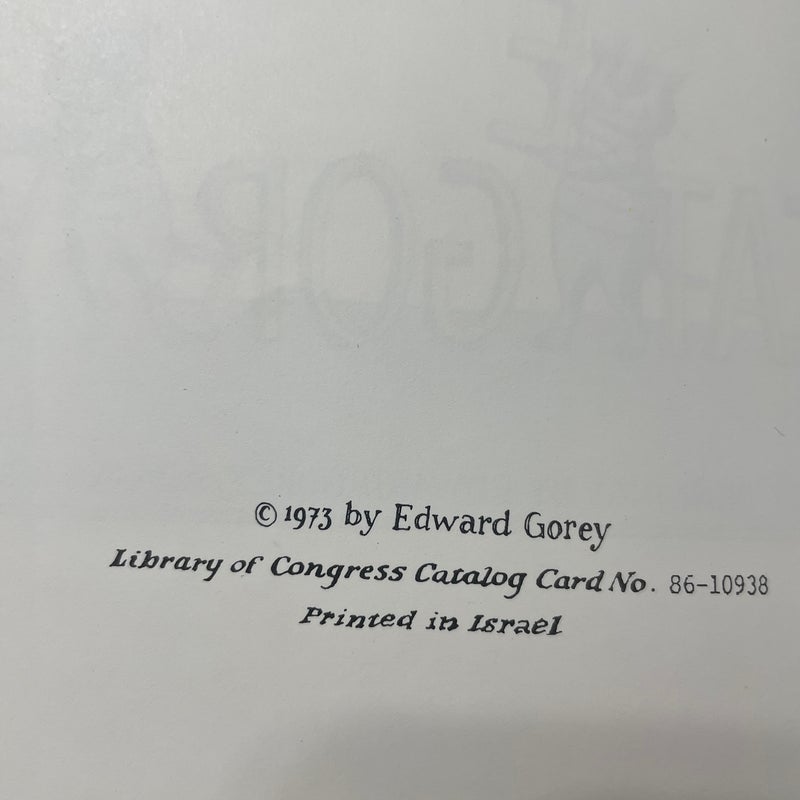 © 1973 by Edward Gorey
Library of Congress Catalog Card No. 86-10938
Printed in Israel